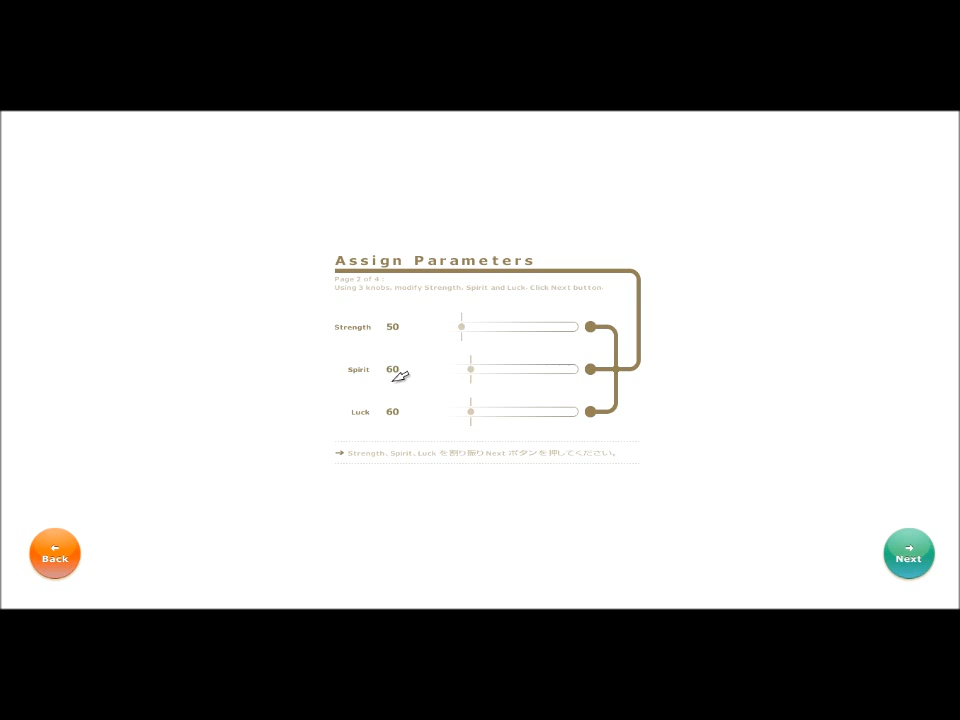 Assign Parameters
Page 2 of 4 :
Using 3 knobs, modify Strength, Spirit and Luck. Click Next button.
Strength 50
Spirit 60
Luck 60
➔ Strength, Spirit, Luck を割り振り Next ボタンを押してください。
← Back
→ Next